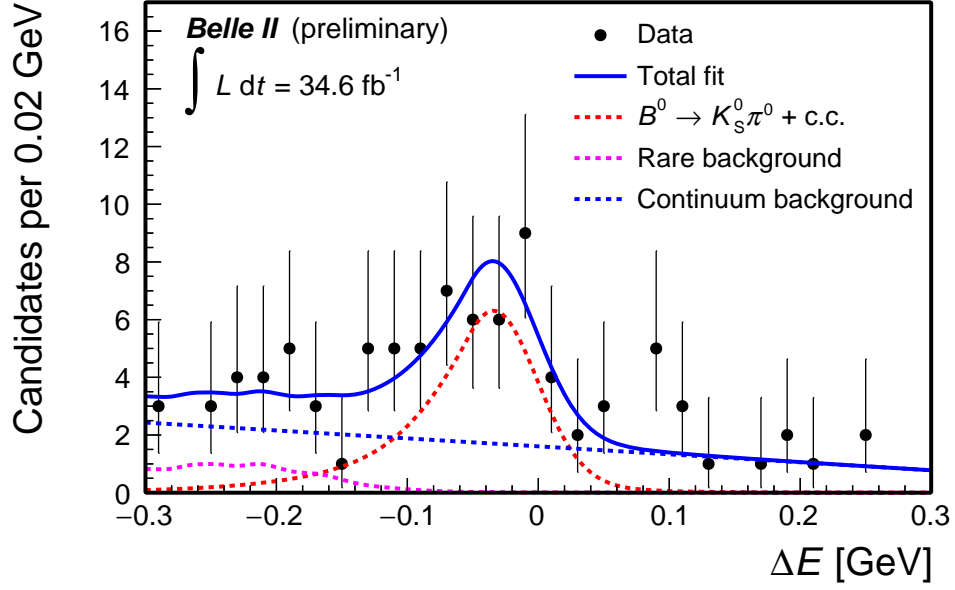 Candidates per 0.02 GeV
Belle II (preliminary)
∫ L dt = 34.6 fb⁻¹
Data
Total fit
B⁰ → K⁰_S π⁰ + c.c.
Rare background
Continuum background
16
14
12
10
8
6
4
2
0
−0.3 −0.2 −0.1 0 0.1 0.2 0.3
ΔE [GeV]